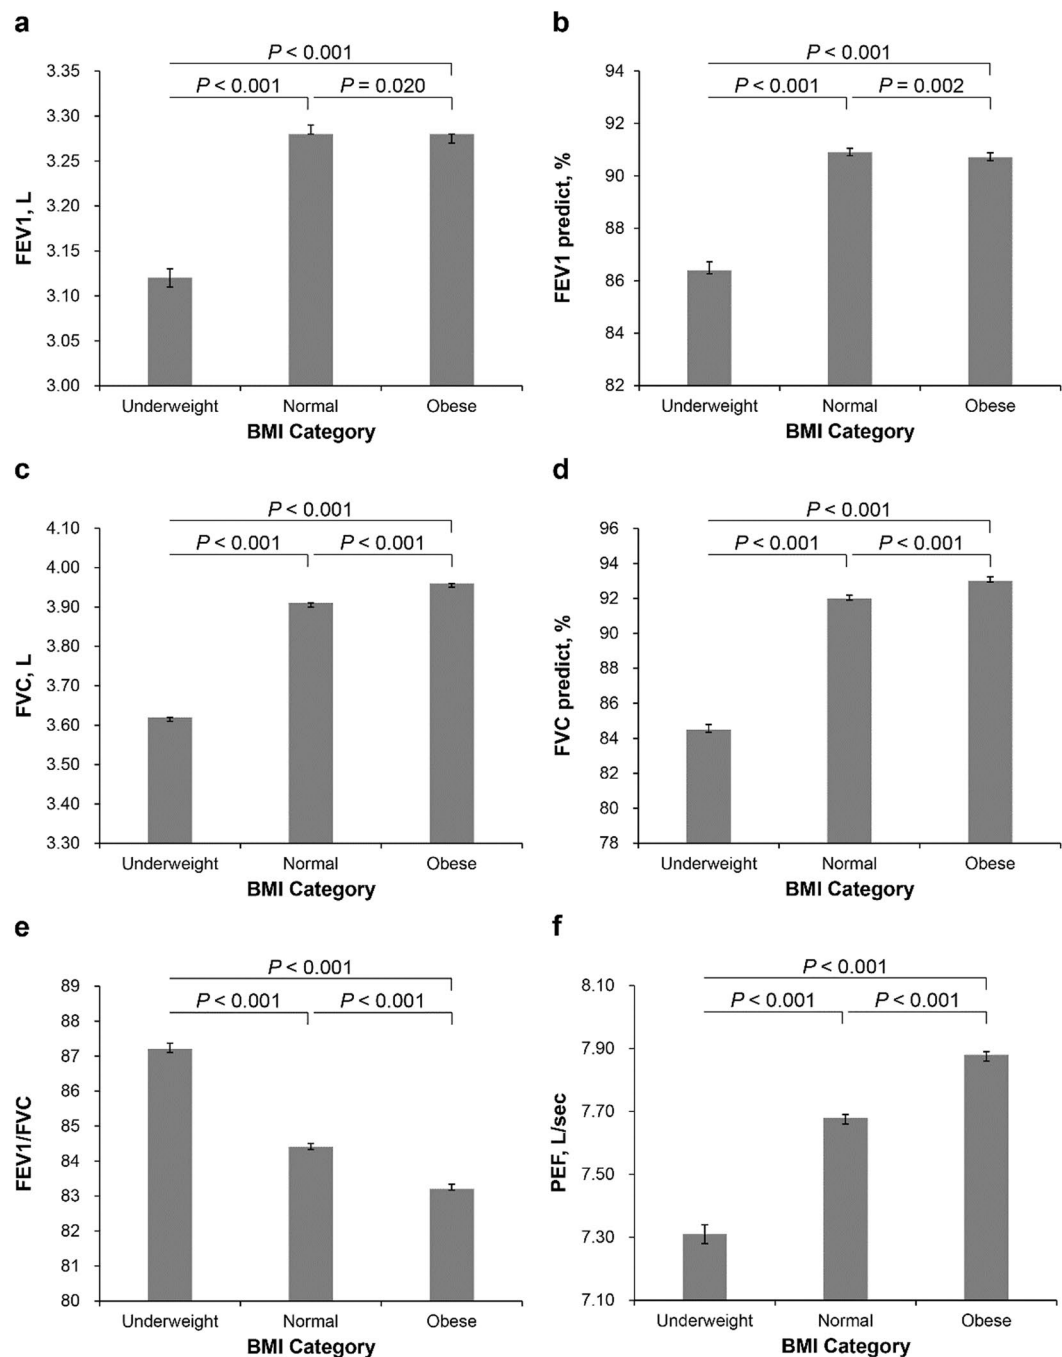 a
P < 0.001
P < 0.001
P = 0.020
FEV1, L
3.35
3.30
3.25
3.20
3.15
3.10
3.05
3.00
Underweight
Normal
Obese
BMI Category
b
P < 0.001
P < 0.001
P = 0.002
FEV1 predict, %
94
92
90
88
86
84
82
Underweight
Normal
Obese
BMI Category
c
P < 0.001
P < 0.001
P < 0.001
FVC, L
4.10
4.00
3.90
3.80
3.70
3.60
3.50
3.40
3.30
Underweight
Normal
Obese
BMI Category
d
P < 0.001
P < 0.001
P < 0.001
FVC predict, %
96
94
92
90
88
86
84
82
80
78
Underweight
Normal
Obese
BMI Category
e
P < 0.001
P < 0.001
P < 0.001
FEV1/FVC
89
88
87
86
85
84
83
82
81
80
Underweight
Normal
Obese
BMI Category
f
P < 0.001
P < 0.001
P < 0.001
PEF, L/sec
8.10
7.90
7.70
7.50
7.30
7.10
Underweight
Normal
Obese
BMI Category